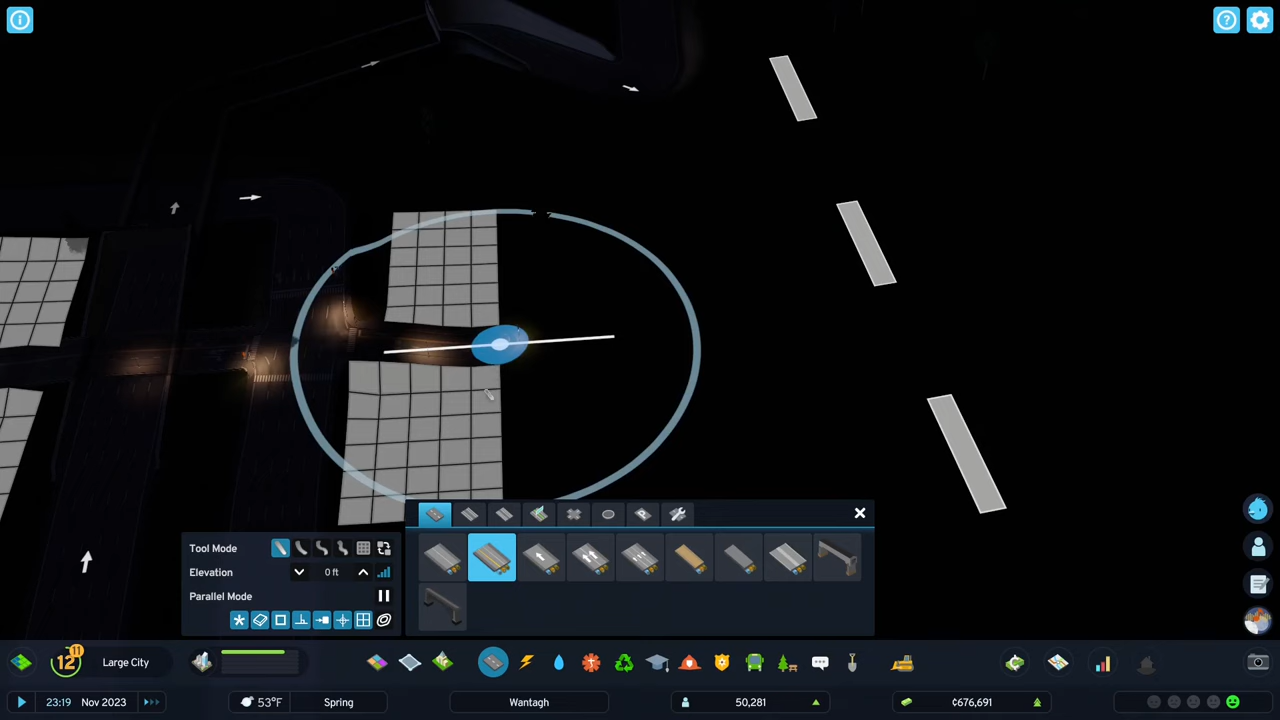 Tool Mode
Elevation 0 ft
Parallel Mode
12 11 Large City
23:19 Nov 2023 53°F Spring Wantagh 50,281 ¢676,691